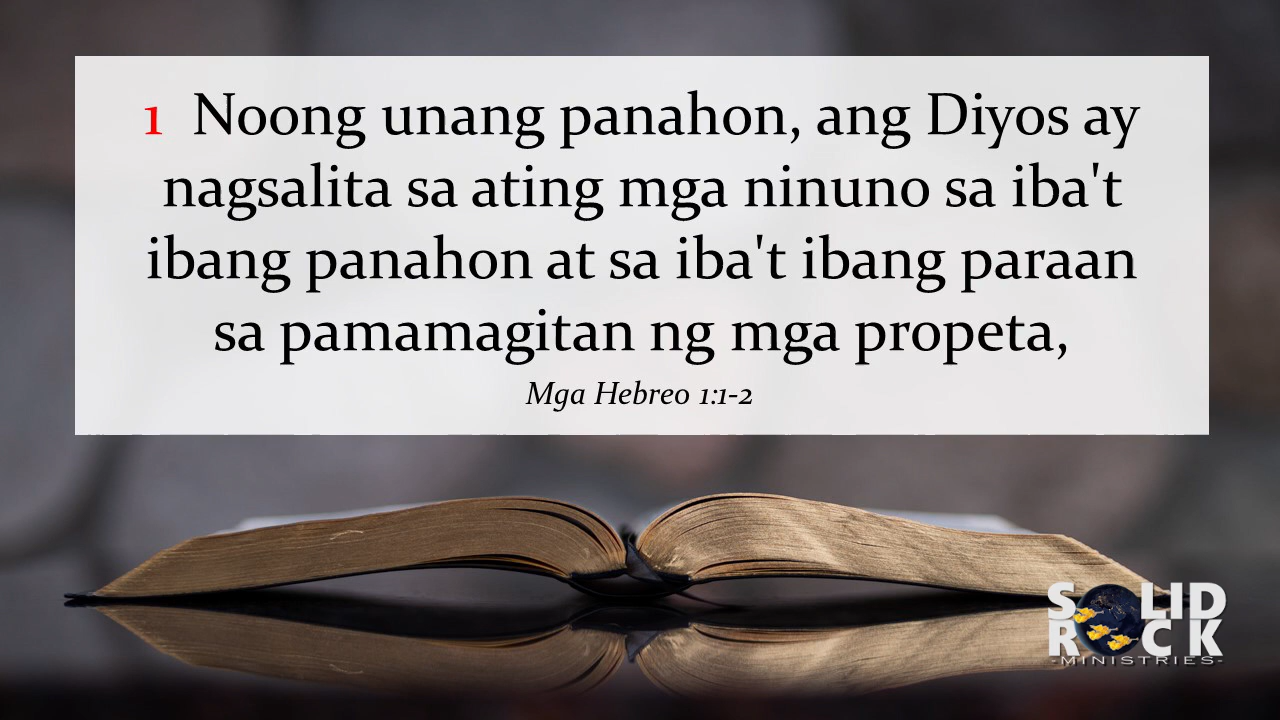 1 Noong unang panahon, ang Diyos ay
nagsalita sa ating mga ninuno sa iba't
ibang panahon at sa iba't ibang paraan
sa pamamagitan ng mga propeta,
Mga Hebreo 1:1-2
SOLID
ROCK
-MINISTRIES-